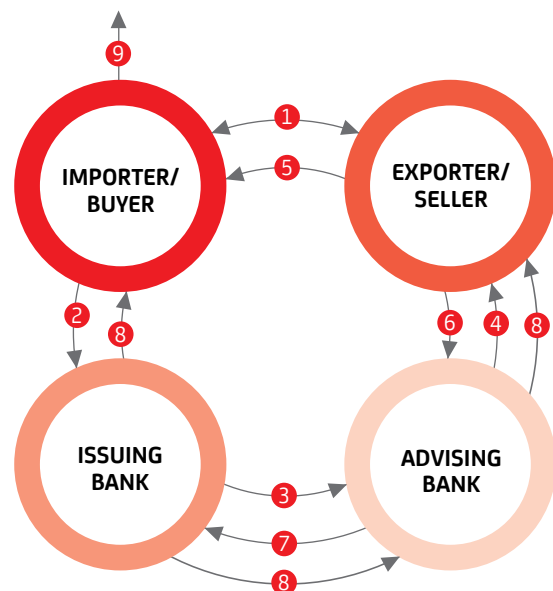 9
1
IMPORTER/
BUYER
EXPORTER/
SELLER
5
2
8
6
4
8
ISSUING
BANK
ADVISING
BANK
3
7
8